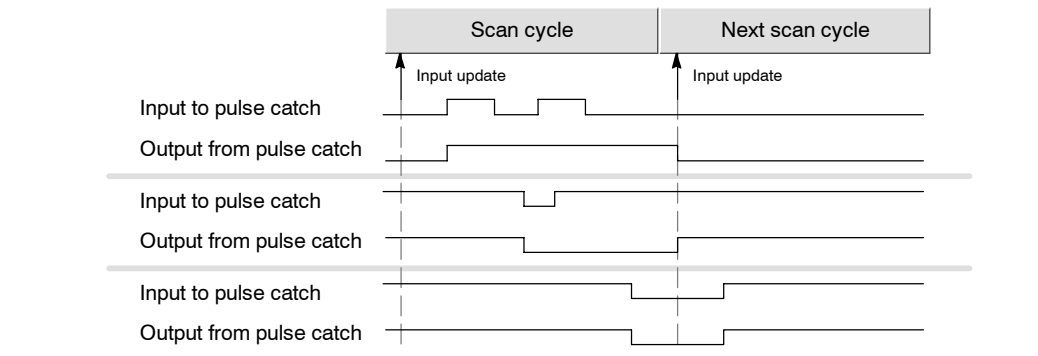 Scan cycle
Next scan cycle
Input update
Input update
Input to pulse catch
Output from pulse catch
Input to pulse catch
Output from pulse catch
Input to pulse catch
Output from pulse catch